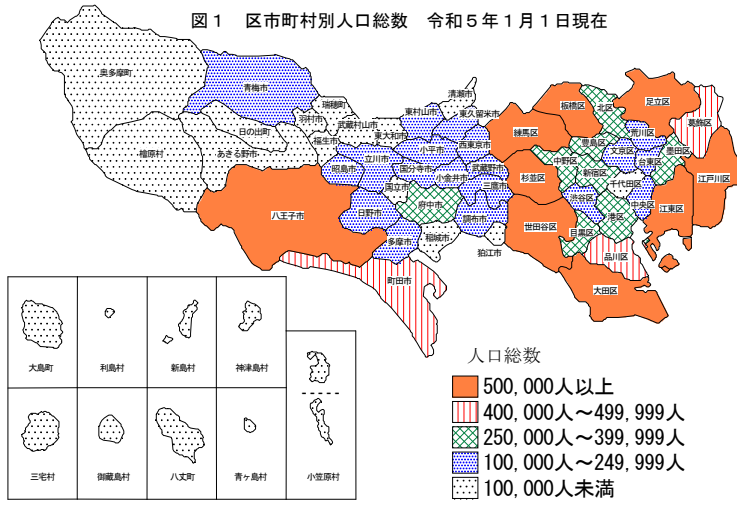 図1 区市町村別人口総数 令和5年1月1日現在
奥多摩町
青梅市
瑞穂町
清瀬市
板橋区
北区
足立区
葛飾区
羽村市
武蔵村山市
東村山市
東久留米市
日の出町
東大和市
練馬区
荒川区
福生市
小平市
西東京市
豊島区
文京区
墨田区
檜原村
あきる野市
立川市
中野区
台東区
昭島市
国分寺市
小金井市
武蔵野市
新宿区
江戸川区
国立市
三鷹市
杉並区
千代田区
八王子市
日野市
府中市
渋谷区
中央区
江東区
調布市
港区
多摩市
稲城市
世田谷区
目黒区
狛江市
品川区
町田市
大田区
大島町
利島村
新島村
神津島村
三宅村
御蔵島村
八丈町
青ヶ島村
小笠原村
人口総数
500,000人以上
400,000人~499,999人
250,000人~399,999人
100,000人~249,999人
100,000人未満